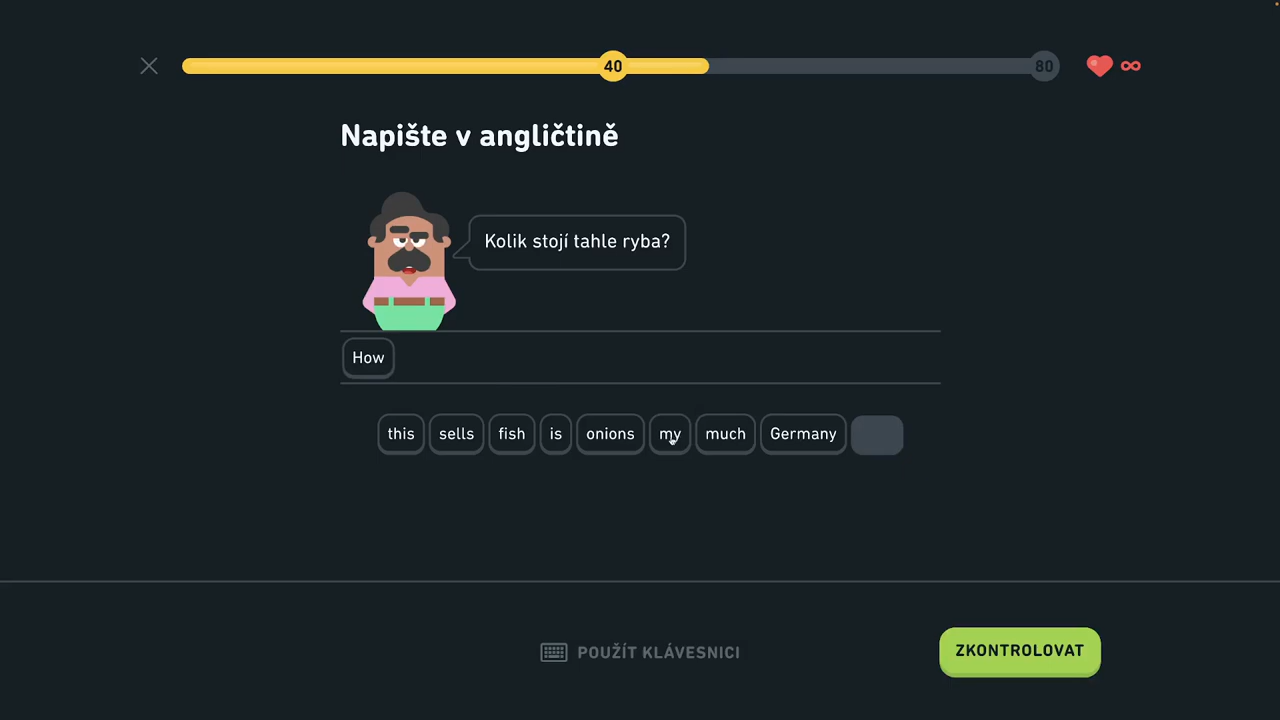 40
80
∞
Napište v angličtině
Kolik stojí tahle ryba?
How
this sells fish is onions my much Germany
POUŽÍT KLÁVESNICI
ZKONTROLOVAT